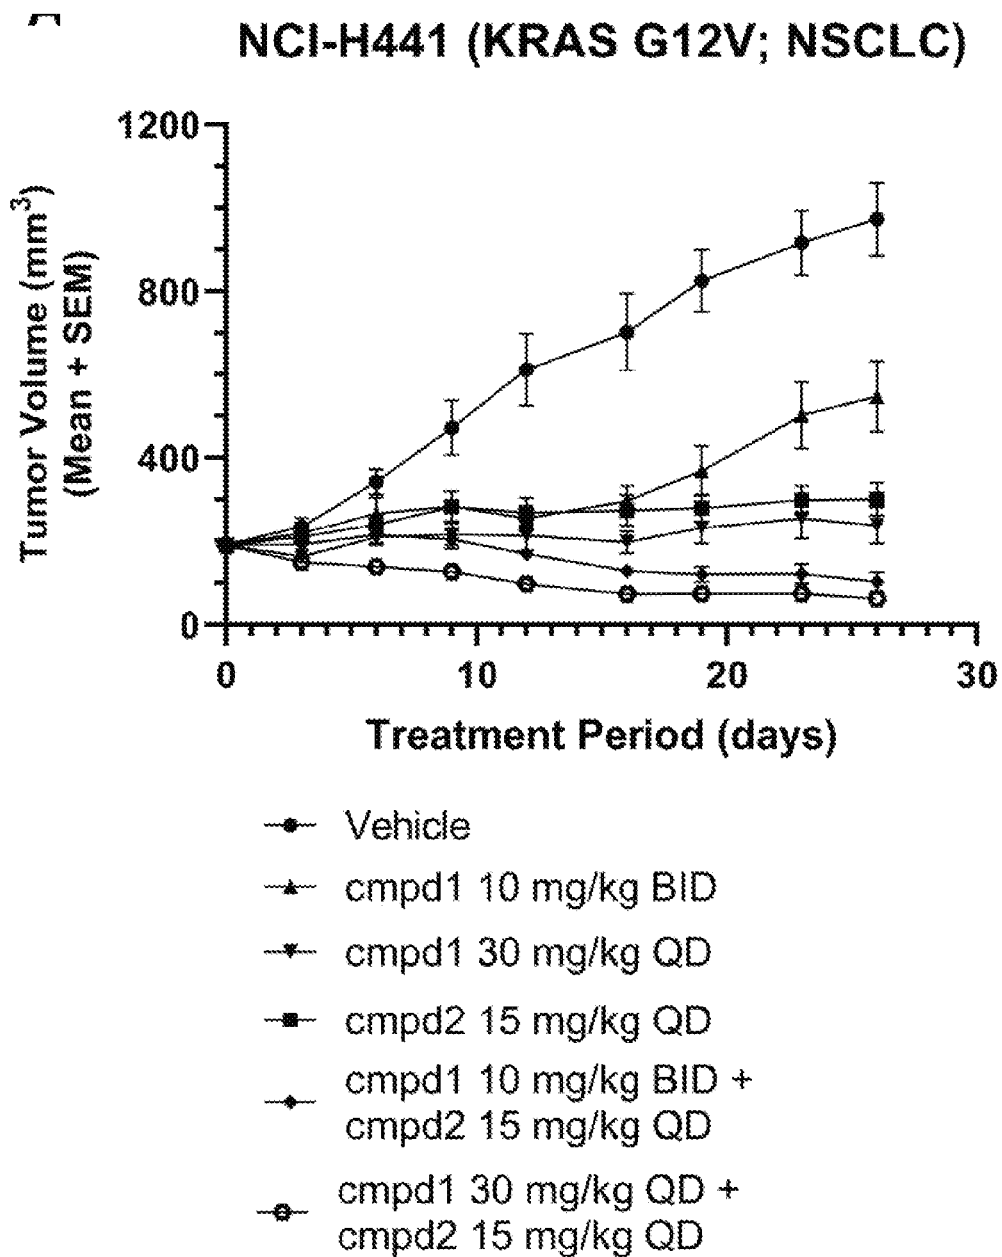 NCI-H441 (KRAS G12V; NSCLC)
Tumor Volume (mm³)
(Mean + SEM)
1200
800
400
0
0 10 20 30
Treatment Period (days)
Vehicle
cmpd1 10 mg/kg BID
cmpd1 30 mg/kg QD
cmpd2 15 mg/kg QD
cmpd1 10 mg/kg BID +
cmpd2 15 mg/kg QD
cmpd1 30 mg/kg QD +
cmpd2 15 mg/kg QD